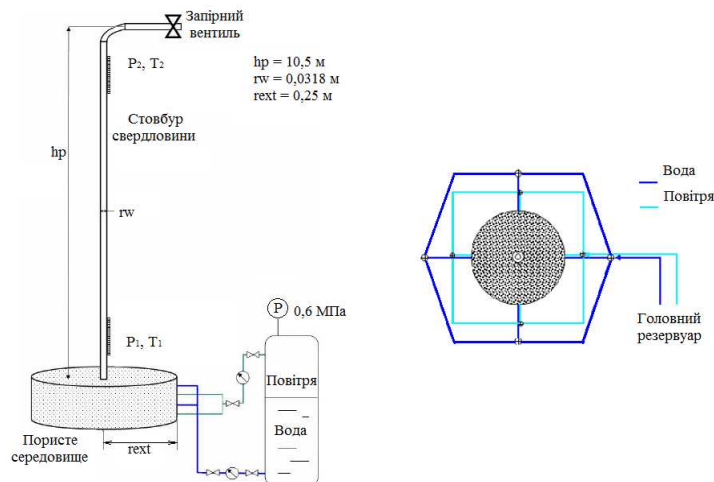 Запірний
вентиль
P₂, T₂
hp = 10,5 м
rw = 0,0318 м
rext = 0,25 м
Стовбур
свердловини
hp
rw
P₁, T₁
P 0,6 МПа
Повітря
Вода
Пористе
середовище
rext
Вода
Повітря
Головний
резервуар